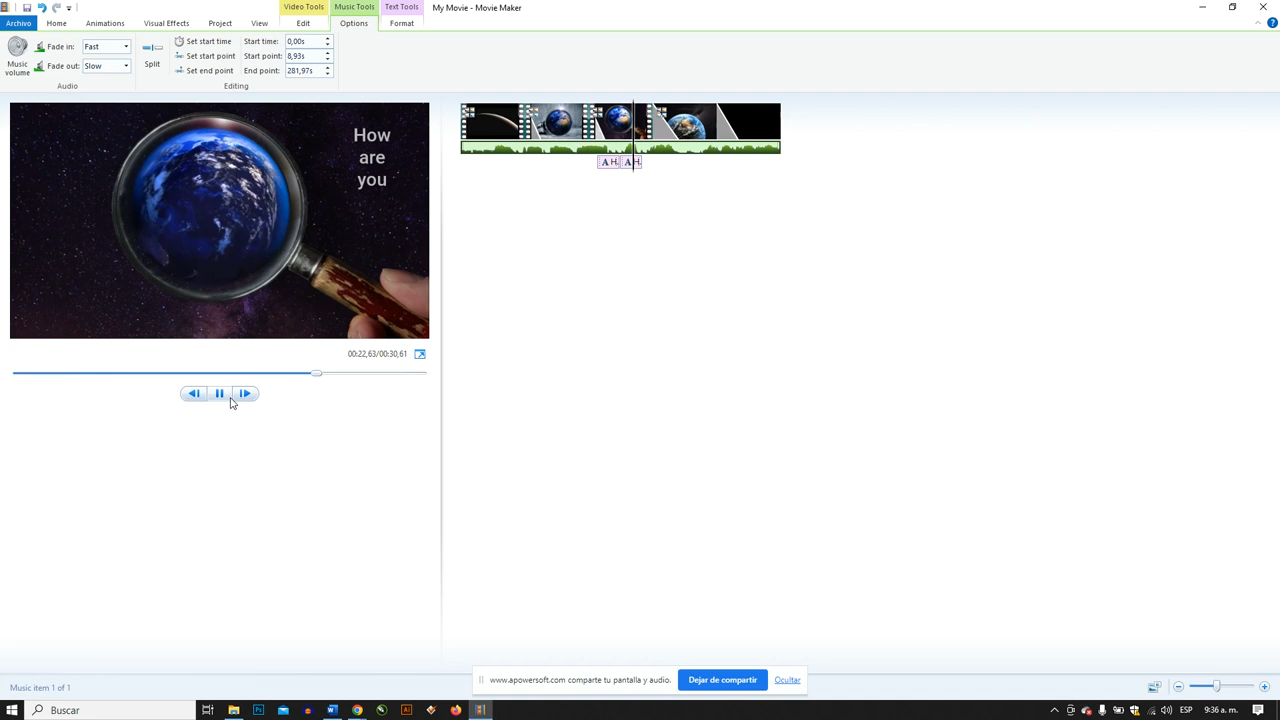 Video Tools
Music Tools
Text Tools
My Movie - Movie Maker
Archivo
Home
Animations
Visual Effects
Project
View
Edit
Options
Format
Music volume
Fade in:
Fast
Fade out:
Slow
Audio
Split
Set start time
Set start point
Set end point
Start time:
0,00s
Start point:
8,93s
End point:
281,97s
Editing
How
are
you
A H.
A H.
00:22,63/00:30,61
www.apowersoft.com comparte tu pantalla y audio.
Dejar de compartir
Ocultar
Music item 1 of 1
Buscar
ESP
9:36 a. m.